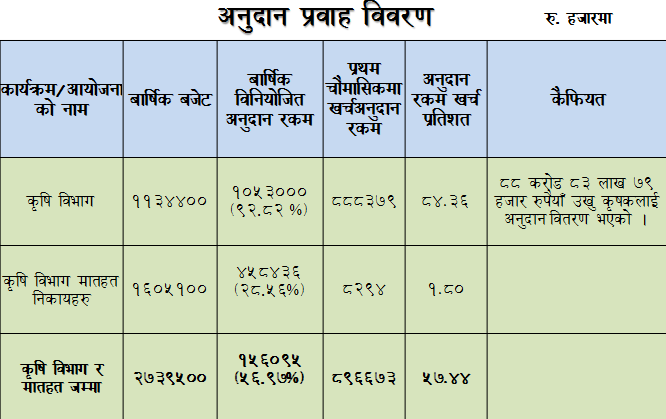 अनुदान प्रवाह विवरण
रु. हजारमा
कार्यक्रम/आयोजना
को नाम
बार्षिक बजेट
बार्षिक
विनियोजित
अनुदान रकम
प्रथम
चौमासिकमा
खर्चअनुदान
रकम
अनुदान
रकम खर्च
प्रतिशत
कैफियत
कृषि विभाग
११३४४००
१०५३०००
(९२.८२ %)
८८८३७९
८४.३६
८८ करोड ८३ लाख ७९
हजार रुपैयाँ उखु कृषकलाई
अनुदान वितरण भएको ।
कृषि विभाग मातहत
निकायहरु
१६०५१००
४५८४३६
(२८.५६%)
८२९४
१.८०
कृषि विभाग र
मातहत जम्मा
२७३९५००
१५६०९५
(५६.९७%)
८९६६७३
५७.४४